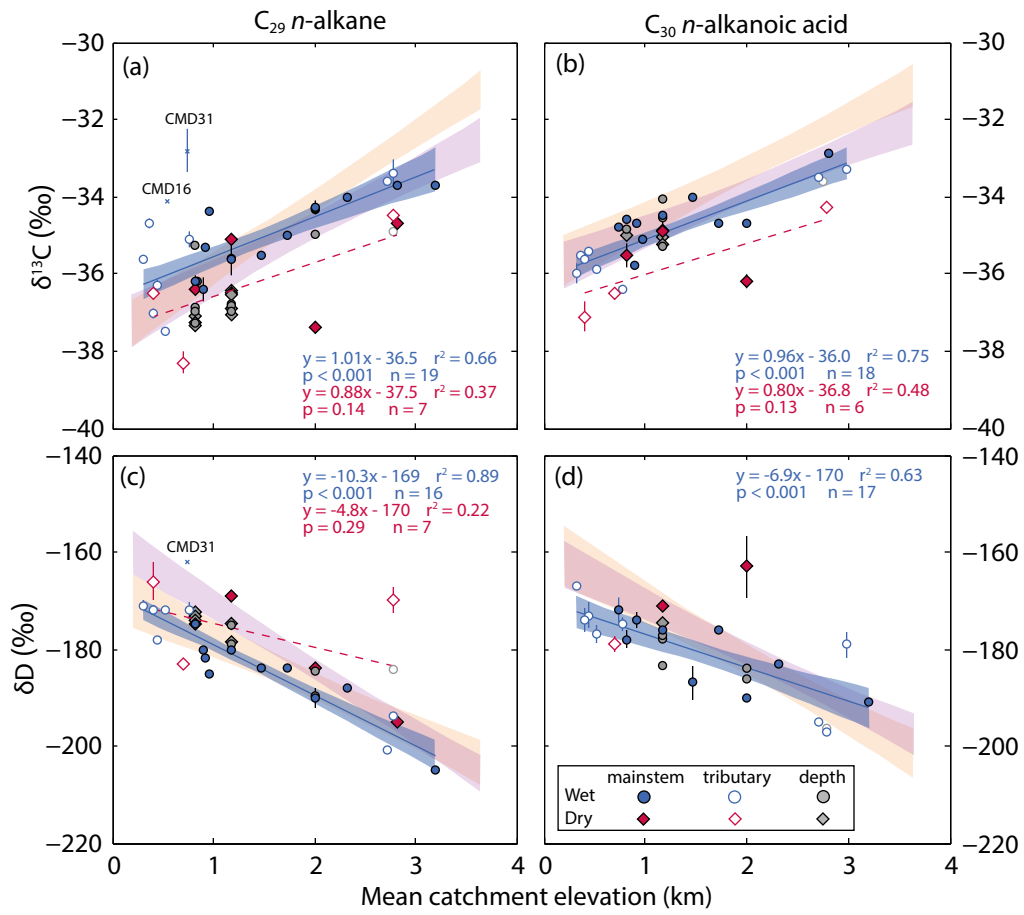 C₂₉ n-alkane
C₃₀ n-alkanoic acid
−30
−32
−34
−36
−38
−40
δ¹³C (‰)
(a)
CMD31
CMD16
y = 1.01x - 36.5 r² = 0.66
p < 0.001 n = 19
y = 0.88x - 37.5 r² = 0.37
p = 0.14 n = 7
(b)
y = 0.96x - 36.0 r² = 0.75
p < 0.001 n = 18
y = 0.80x - 36.8 r² = 0.48
p = 0.13 n = 6
−30
−32
−34
−36
−38
−40
−140
−160
−180
−200
−220
δD (‰)
(c)
y = -10.3x - 169 r² = 0.89
p < 0.001 n = 16
y = -4.8x - 170 r² = 0.22
p = 0.29 n = 7
CMD31
(d)
y = -6.9x - 170 r² = 0.63
p < 0.001 n = 17
mainstem tributary depth
Wet
Dry
−140
−160
−180
−200
−220
0 1 2 3 4
0 1 2 3 4
Mean catchment elevation (km)